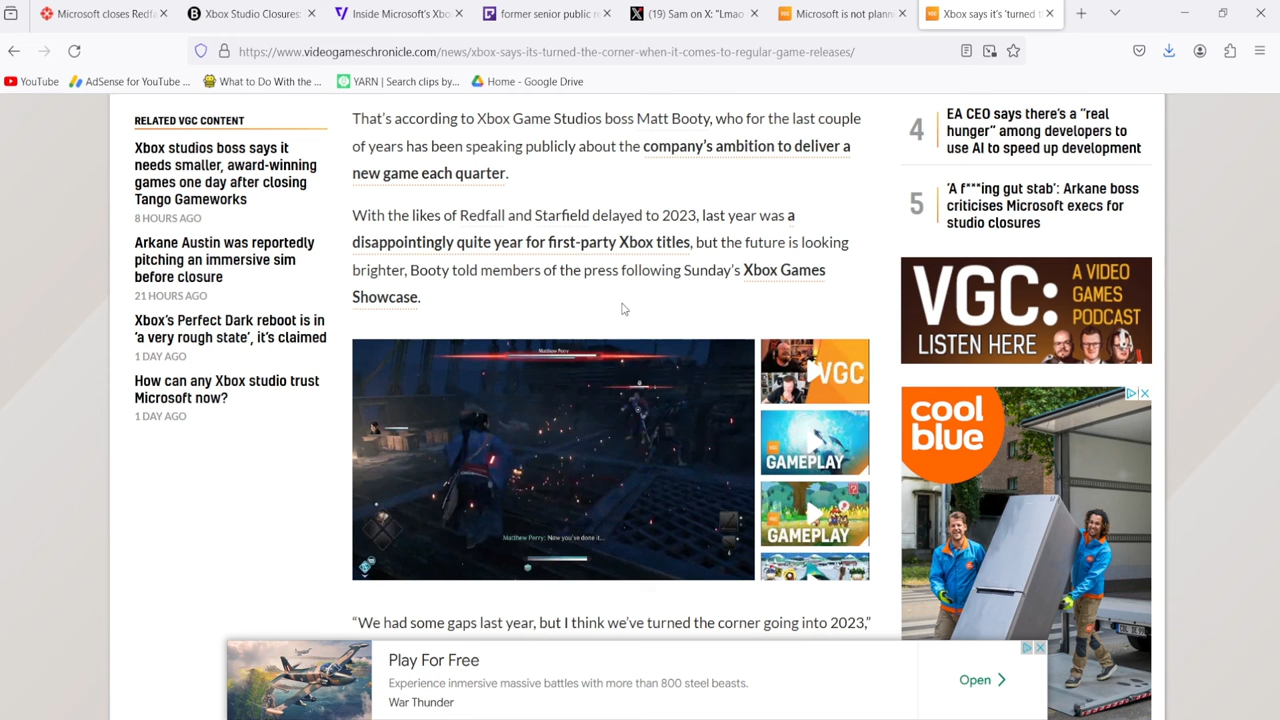 Microsoft closes Redfa
Xbox Studio Closures:
Inside Microsoft's Xbo
former senior public re
(19) Sam on X: "Lmao
Microsoft is not plann
Xbox says it's 'turned t
https://www.videogameschronicle.com/news/xbox-says-its-turned-the-corner-when-it-comes-to-regular-game-releases/
YouTube
AdSense for YouTube ...
What to Do With the ...
YARN | Search clips by...
Home - Google Drive
RELATED VGC CONTENT
Xbox studios boss says it
needs smaller, award-winning
games one day after closing
Tango Gameworks
8 HOURS AGO
Arkane Austin was reportedly
pitching an immersive sim
before closure
21 HOURS AGO
Xbox's Perfect Dark reboot is in
'a very rough state', it's claimed
1 DAY AGO
How can any Xbox studio trust
Microsoft now?
1 DAY AGO
That's according to Xbox Game Studios boss Matt Booty, who for the last couple
of years has been speaking publicly about the company's ambition to deliver a
new game each quarter.
With the likes of Redfall and Starfield delayed to 2023, last year was a
disappointingly quite year for first-party Xbox titles, but the future is looking
brighter, Booty told members of the press following Sunday's Xbox Games
Showcase.
Matthew Perry
Matthew Perry: Now you've done it...
VGC
GAMEPLAY
GAMEPLAY
"We had some gaps last year, but I think we've turned the corner going into 2023,"
4
EA CEO says there's a "real
hunger" among developers to
use AI to speed up development
5
'A f***ing gut stab': Arkane boss
criticises Microsoft execs for
studio closures
VGC:
LISTEN HERE
A VIDEO
GAMES
PODCAST
cool
blue
Play For Free
Experience inmersive massive battles with more than 800 steel beasts.
War Thunder
Open